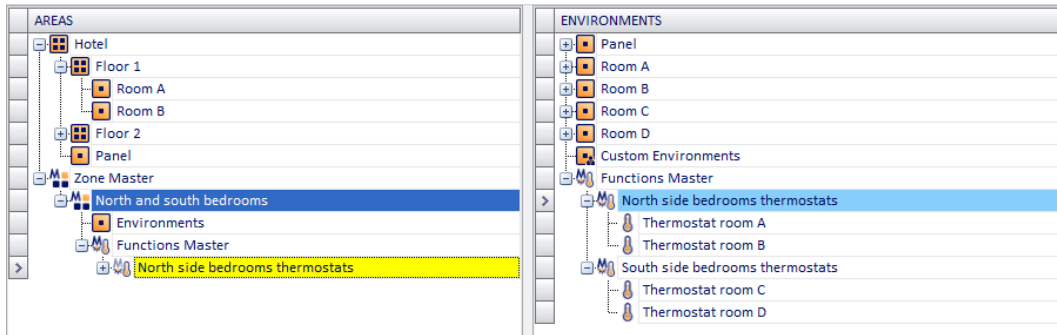 AREAS
Hotel
Floor 1
Room A
Room B
Floor 2
Panel
Zone Master
North and south bedrooms
Environments
Functions Master
North side bedrooms thermostats
ENVIRONMENTS
Panel
Room A
Room B
Room C
Room D
Custom Environments
Functions Master
North side bedrooms thermostats
Thermostat room A
Thermostat room B
South side bedrooms thermostats
Thermostat room C
Thermostat room D